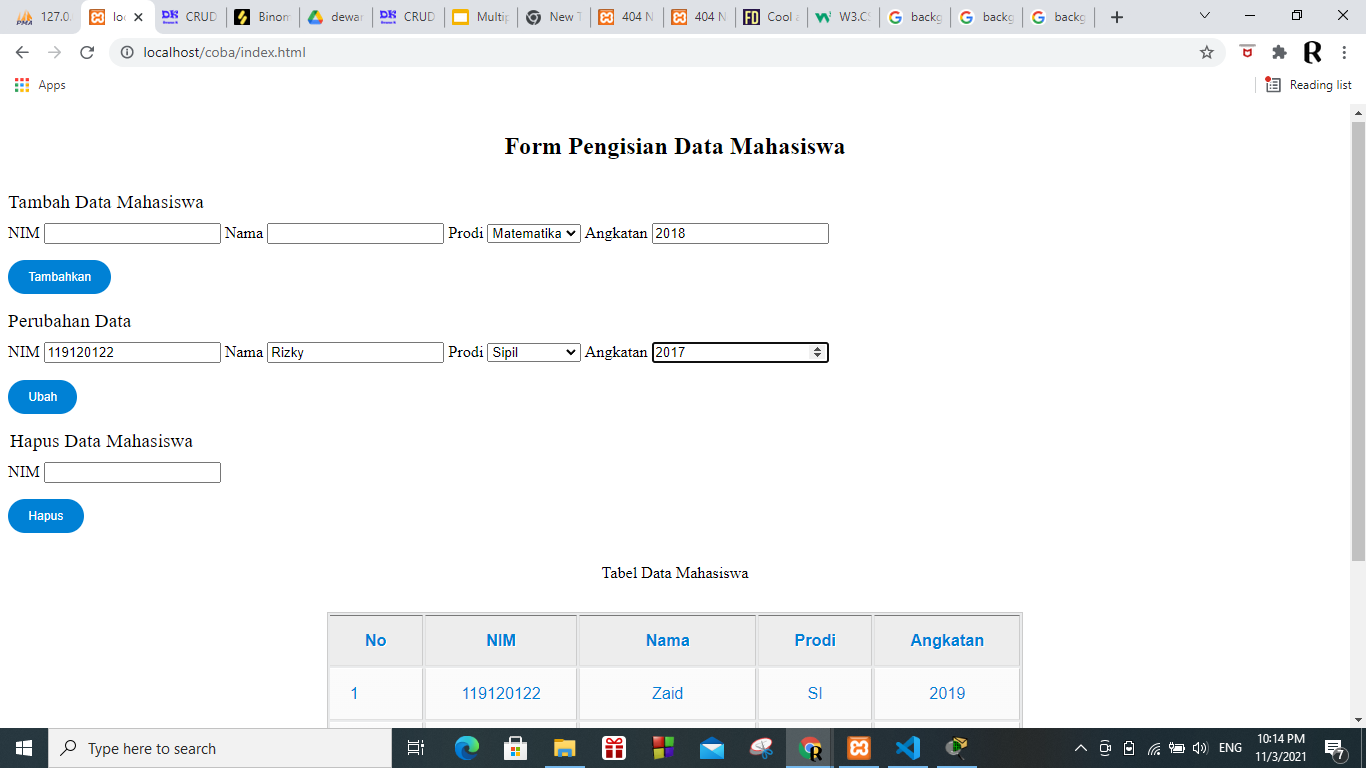 127.0.
lo
CRUD
Binom
dewar
CRUD
Multip
New T
404 N
404 N
Cool a
W3.CS
backg
backg
backg
localhost/coba/index.html
Apps
Reading list
Form Pengisian Data Mahasiswa
Tambah Data Mahasiswa
NIM Nama Prodi Matematika Angkatan 2018
Tambahkan
Perubahan Data
NIM 119120122 Nama Rizky Prodi Sipil Angkatan 2017
Ubah
Hapus Data Mahasiswa
NIM
Hapus
Tabel Data Mahasiswa
No NIM Nama Prodi Angkatan
1 119120122 Zaid SI 2019
Type here to search
ENG
10:14 PM
11/3/2021
7